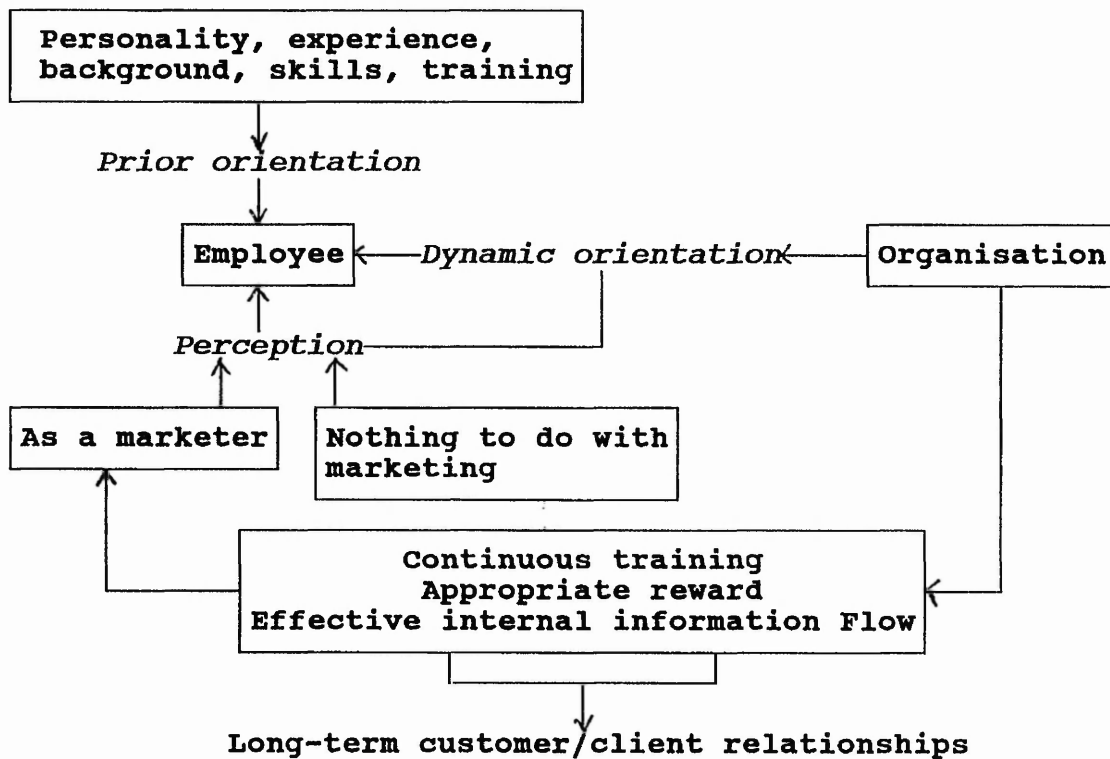 Personality, experience,
background, skills, training
Prior orientation
Employee
Dynamic orientation
Organisation
Perception
As a marketer
Nothing to do with
marketing
Continuous training
Appropriate reward
Effective internal information Flow
Long-term customer/client relationships